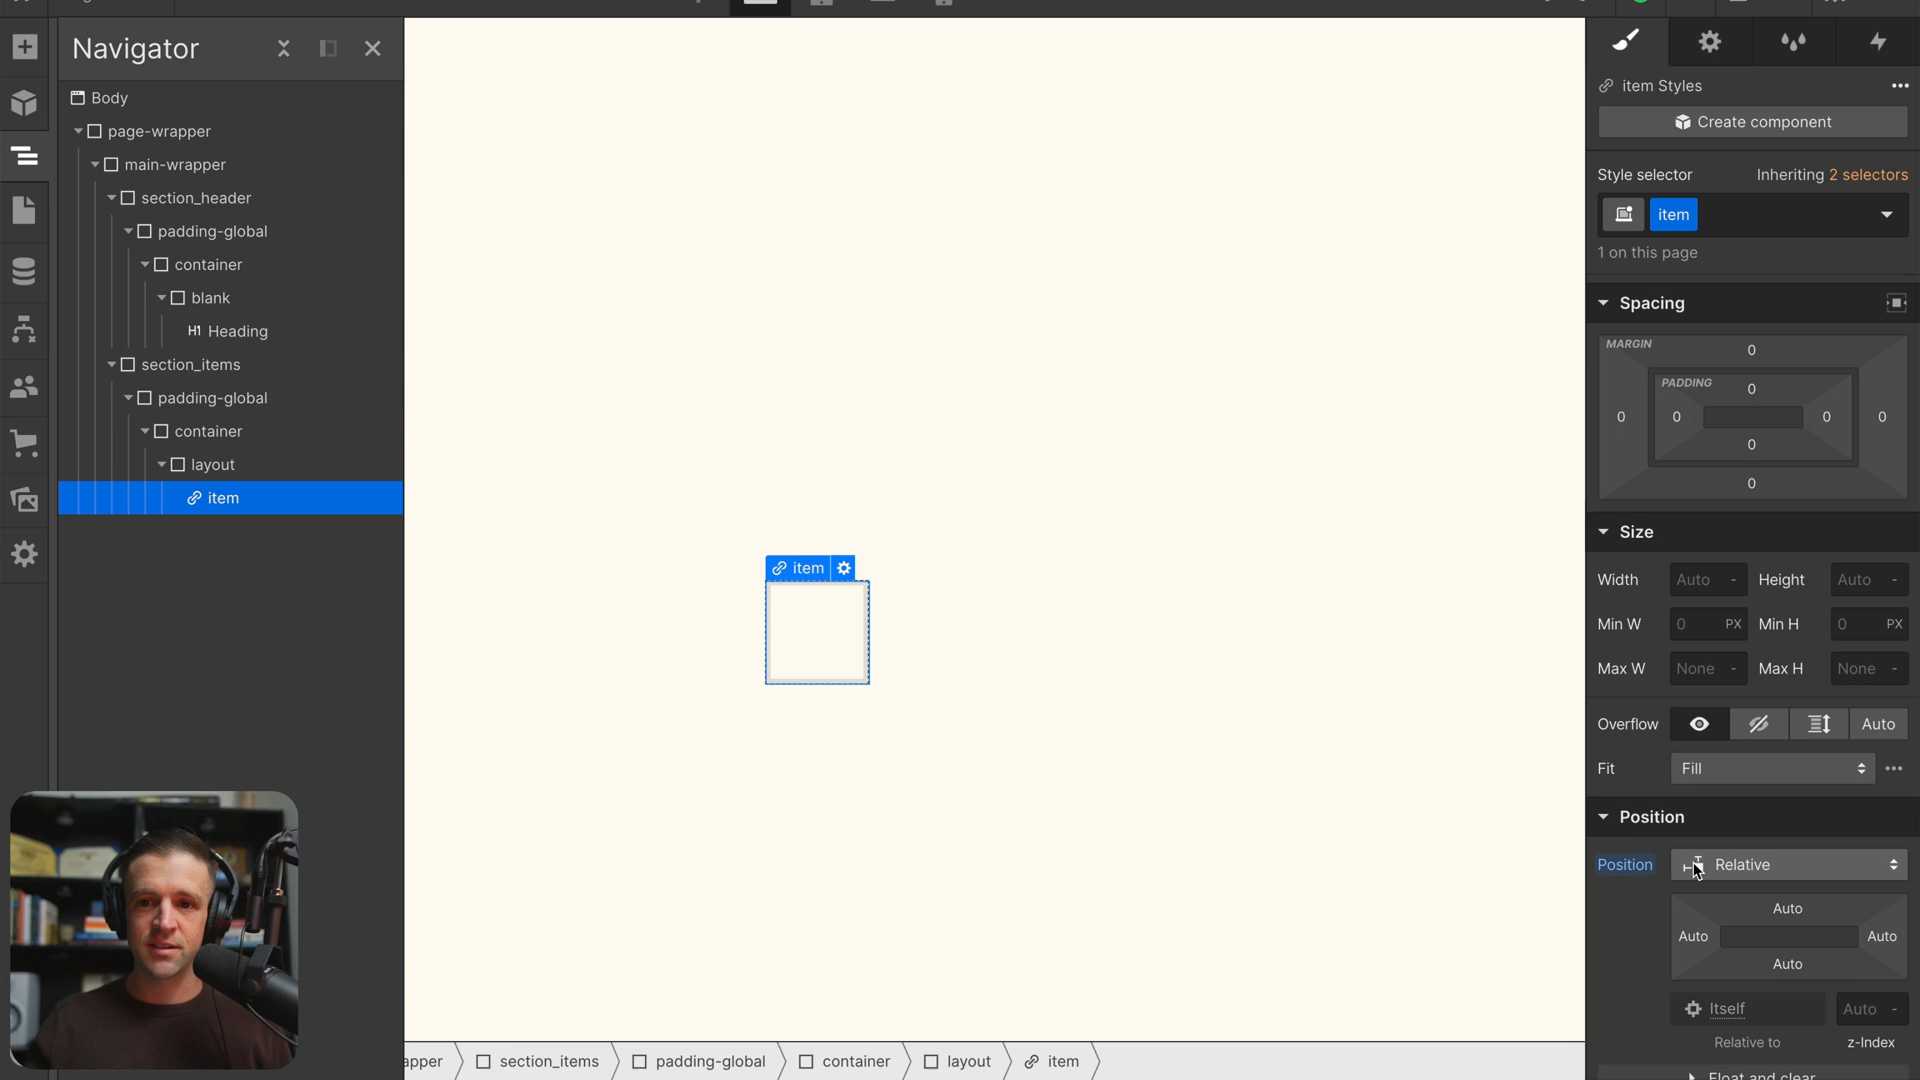 Navigator
Body
page-wrapper
main-wrapper
section_header
padding-global
container
blank
H1 Heading
section_items
padding-global
container
layout
item
item
apper
section_items
padding-global
container
layout
item
item Styles
Create component
Style selector
Inheriting 2 selectors
item
1 on this page
Spacing
MARGIN
0
PADDING
0
0 0 0 0
0
0
Size
Width Auto - Height Auto -
Min W 0 PX Min H 0 PX
Max W None - Max H None -
Overflow Auto
Fit Fill
Position
Position Relative
Auto
Auto Auto
Auto
Itself Auto -
Relative to z-Index
Float and clear